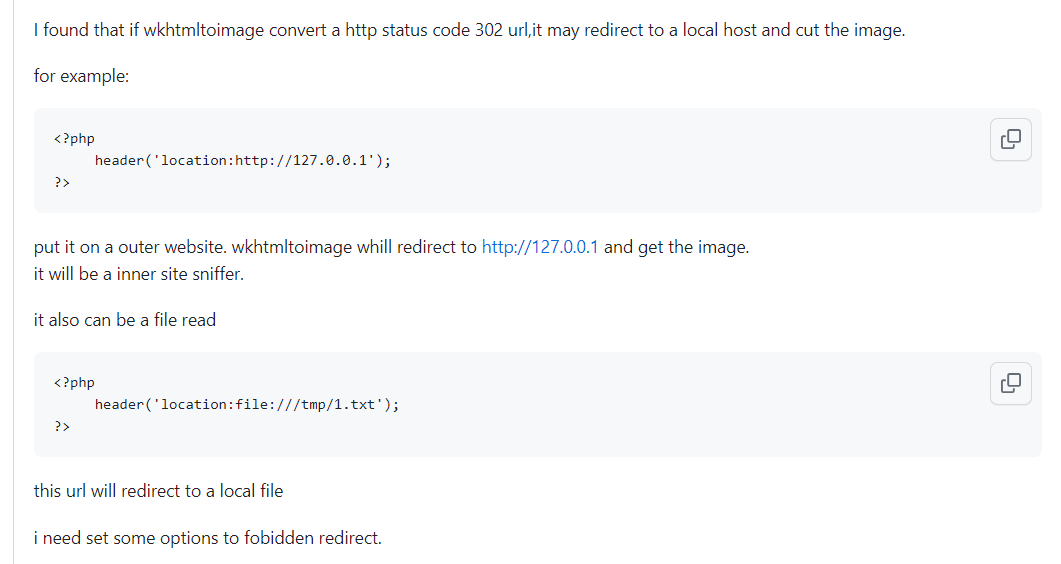 I found that if wkhtmltoimage convert a http status code 302 url,it may redirect to a local host and cut the image.
for example:
<?php
     header('location:http://127.0.0.1');
?>
put it on a outer website. wkhtmltoimage whill redirect to http://127.0.0.1 and get the image.
it will be a inner site sniffer.
it also can be a file read
<?php
     header('location:file:///tmp/1.txt');
?>
this url will redirect to a local file
i need set some options to fobidden redirect.